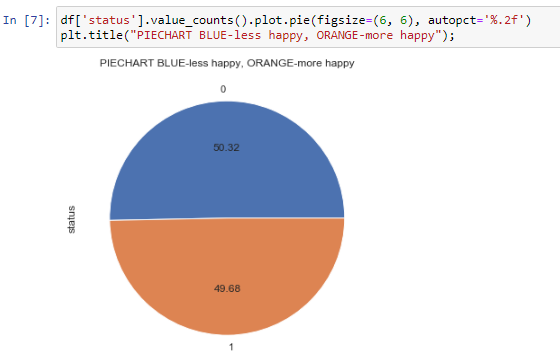 In [7]: df['status'].value_counts().plot.pie(figsize=(6, 6), autopct='%.2f')
plt.title("PIECHART BLUE-less happy, ORANGE-more happy");
PIECHART BLUE-less happy, ORANGE-more happy
0
50.32
status
49.68
1